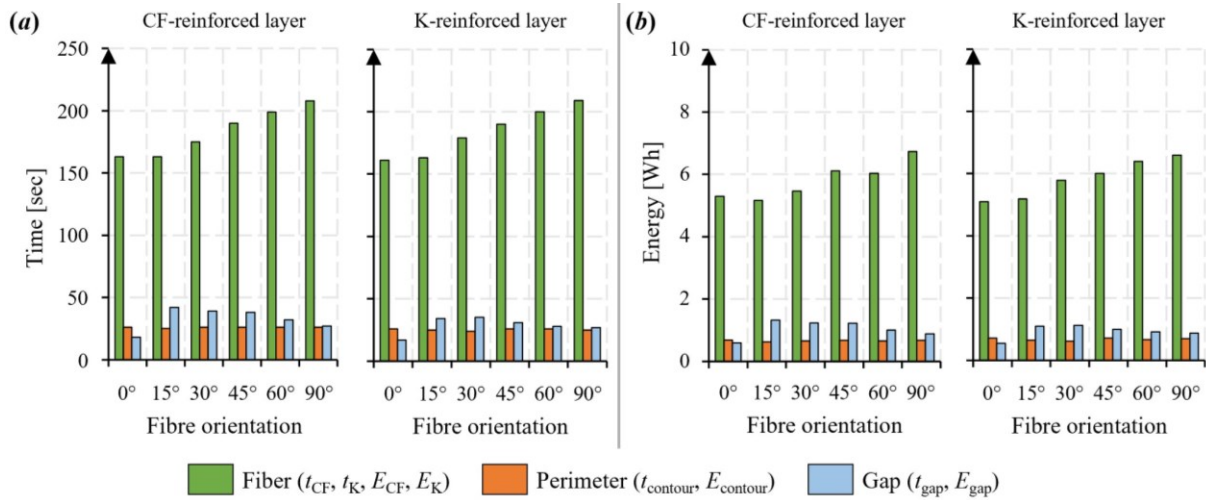 (a)
CF-reinforced layer
K-reinforced layer
Time [sec]
250
200
150
100
50
0
0° 15° 30° 45° 60° 90°
0° 15° 30° 45° 60° 90°
Fibre orientation
Fibre orientation
(b)
CF-reinforced layer
K-reinforced layer
Energy [Wh]
10
8
6
4
2
0
0° 15° 30° 45° 60° 90°
0° 15° 30° 45° 60° 90°
Fibre orientation
Fibre orientation
Fiber (tCF, tK, ECF, EK)
Perimeter (tcontour, Econtour)
Gap (tgap, Egap)